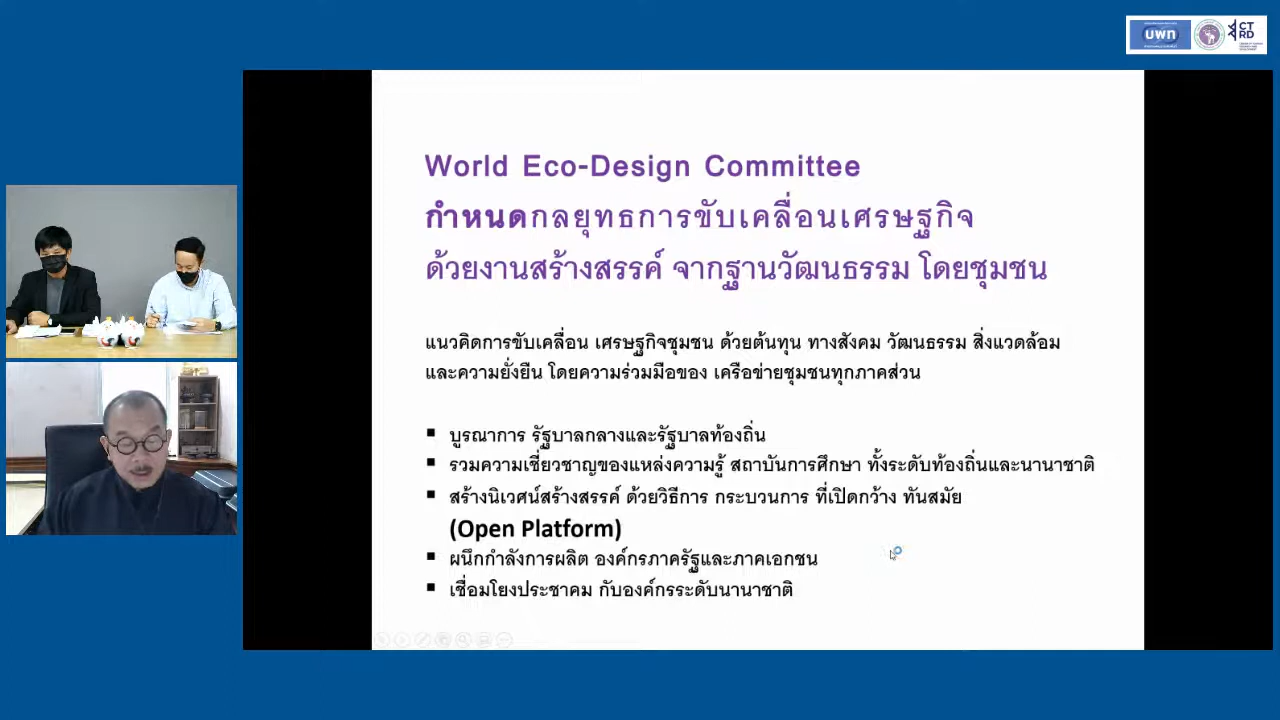 บพท
CT
RD
World Eco-Design Committee
กำหนดกลยุทธการขับเคลื่อนเศรษฐกิจ
ด้วยงานสร้างสรรค์ จากฐานวัฒนธรรม โดยชุมชน
แนวคิดการขับเคลื่อน เศรษฐกิจชุมชน ด้วยต้นทุน ทางสังคม วัฒนธรรม สิ่งแวดล้อม
และความยั่งยืน โดยความร่วมมือของ เครือข่ายชุมชนทุกภาคส่วน
▪ บูรณาการ รัฐบาลกลางและรัฐบาลท้องถิ่น
▪ รวมความเชี่ยวชาญของแหล่งความรู้ สถาบันการศึกษา ทั้งระดับท้องถิ่นและนานาชาติ
▪ สร้างนิเวศน์สร้างสรรค์ ด้วยวิธีการ กระบวนการ ที่เปิดกว้าง ทันสมัย
(Open Platform)
▪ ผนึกกำลังการผลิต องค์กรภาครัฐและภาคเอกชน
▪ เชื่อมโยงประชาคม กับองค์กรระดับนานาชาติ